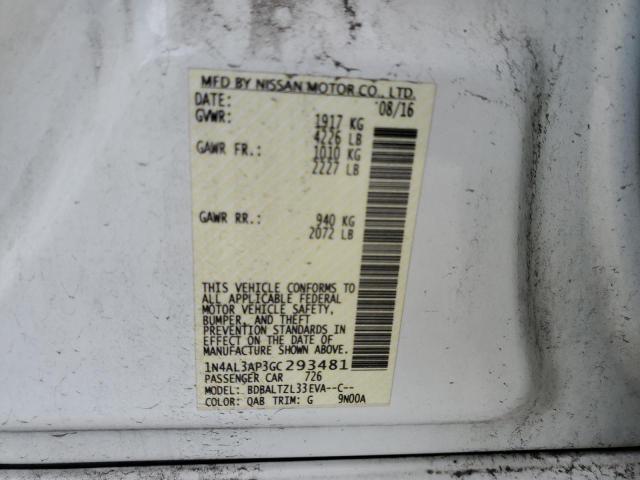 MFD BY NISSAN MOTOR CO., LTD.
DATE: 08/16
GVWR: 1917 KG
4226 LB
GAWR FR.: 1010 KG
2227 LB
GAWR RR.: 940 KG
2072 LB
THIS VEHICLE CONFORMS TO
ALL APPLICABLE FEDERAL
MOTOR VEHICLE SAFETY,
BUMPER, AND THEFT
PREVENTION STANDARDS IN
EFFECT ON THE DATE OF
MANUFACTURE SHOWN ABOVE.
1N4AL3AP3GC293481
PASSENGER CAR 726
MODEL: BDBALTZL33EVA--C--
COLOR: QAB TRIM: G 9N00A